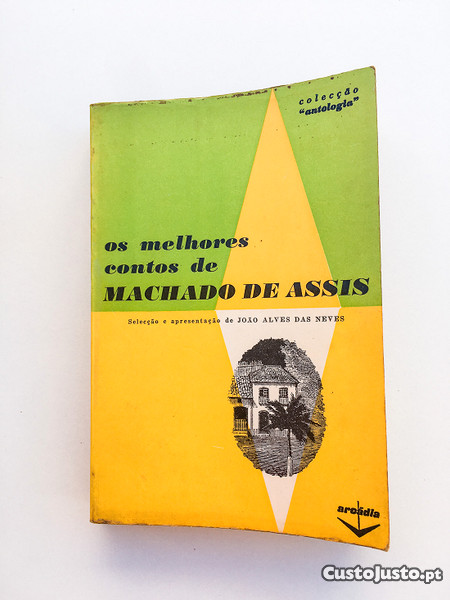 colecção
"antologia"
os melhores
contos de
MACHADO DE ASSIS
Selecção e apresentação de JOÃO ALVES DAS NEVES
arcádia
CustoJusto.pt